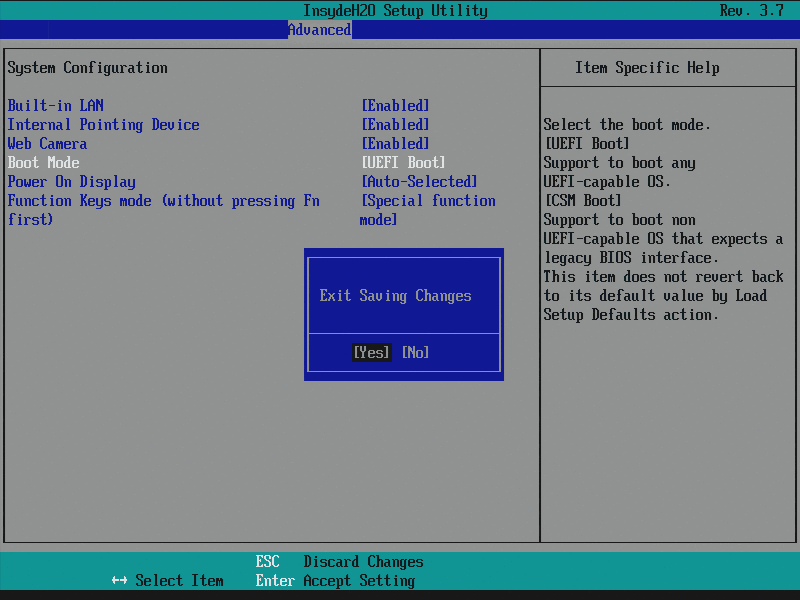 InsydeH2O Setup Utility Rev. 3.7
Advanced
System Configuration
Item Specific Help
Built-in LAN [Enabled]
Internal Pointing Device [Enabled]
Web Camera [Enabled]
Boot Mode [UEFI Boot]
Power On Display [Auto-Selected]
Function Keys mode (without pressing Fn [Special function
first) mode]
Select the boot mode.
[UEFI Boot]
Support to boot any
UEFI-capable OS.
[CSM Boot]
Support to boot non
UEFI-capable OS that expects a
legacy BIOS interface.
This item does not revert back
to its default value by Load
Setup Defaults action.
Exit Saving Changes
[Yes] [No]
ESC Discard Changes
↔ Select Item Enter Accept Setting